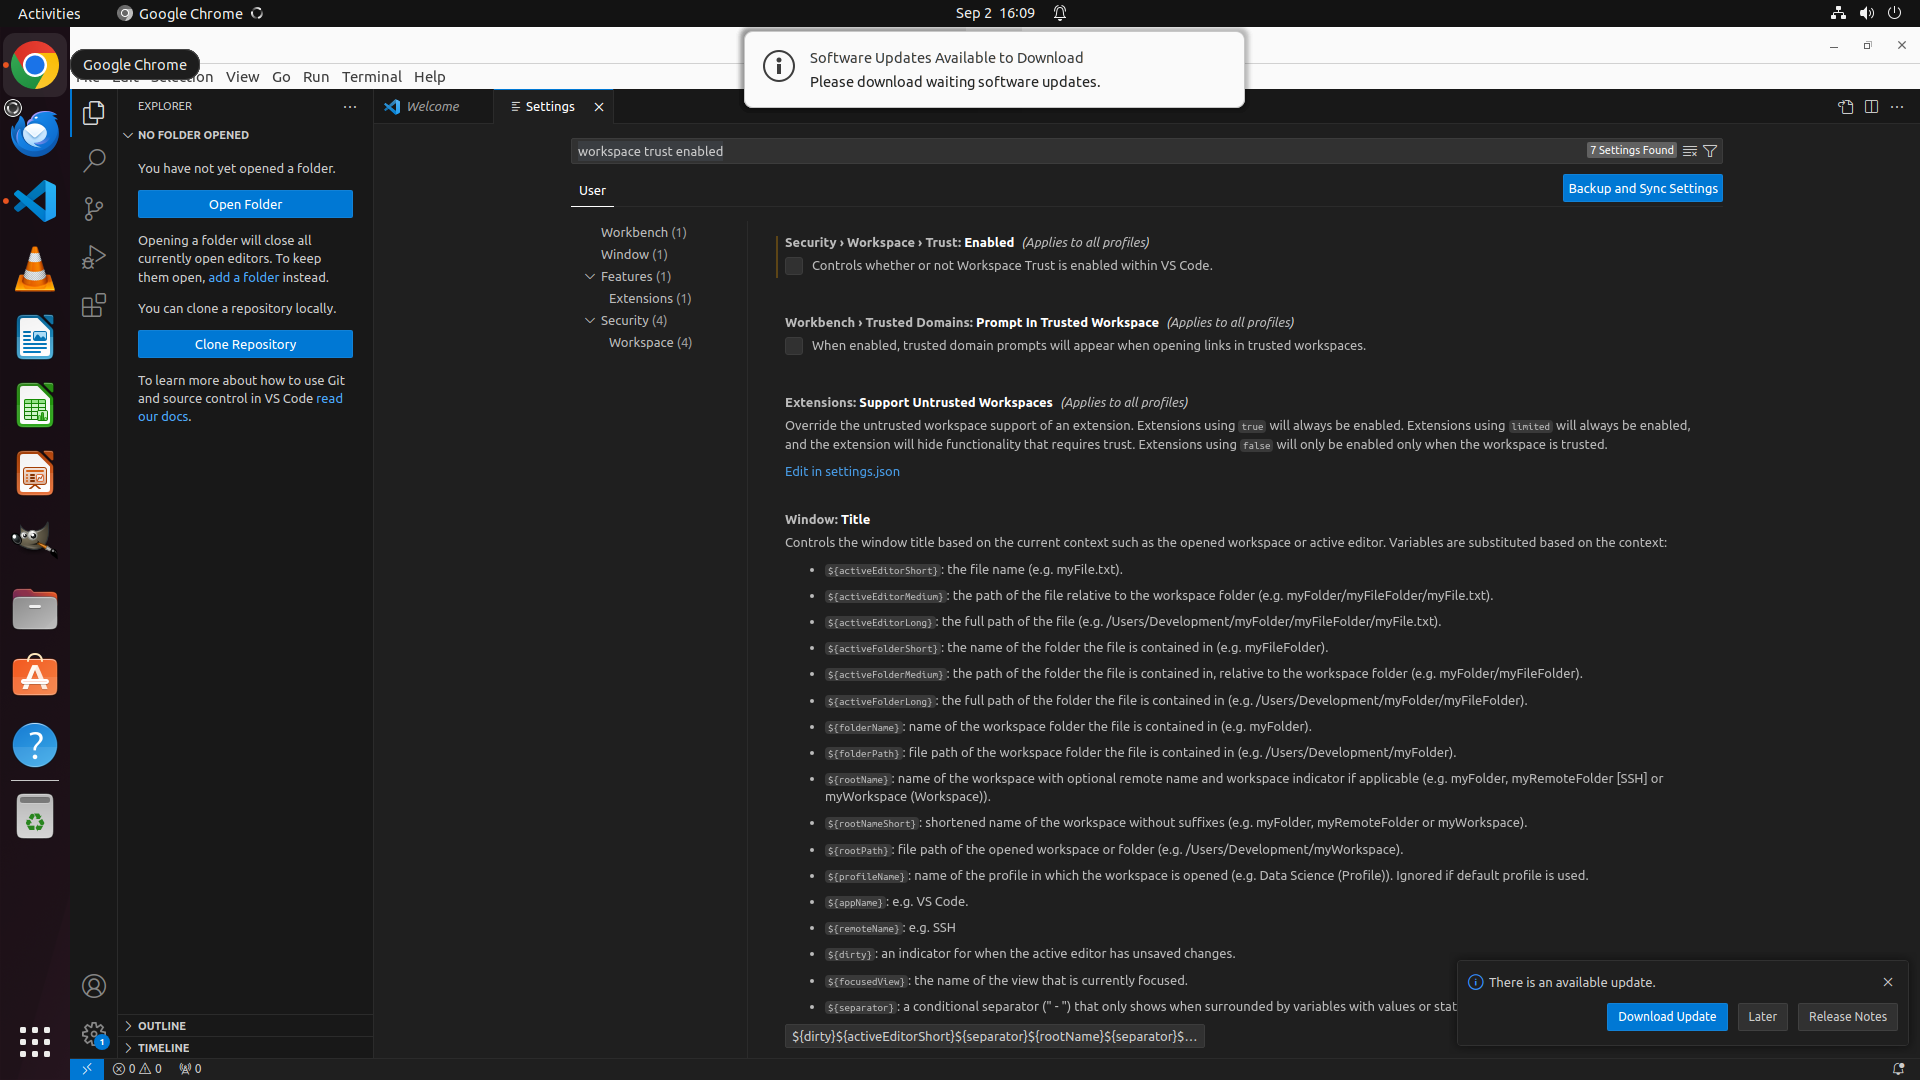 Activities
Google Chrome
Sep 2 16:09
Software Updates Available to Download
Please download waiting software updates.
Google Chrome
File Edit Selection View Go Run Terminal Help
EXPLORER
Welcome
Settings
NO FOLDER OPENED
You have not yet opened a folder.
Open Folder
Opening a folder will close all
currently open editors. To keep
them open, add a folder instead.
You can clone a repository locally.
Clone Repository
To learn more about how to use Git
and source control in VS Code read
our docs.
OUTLINE
TIMELINE
workspace trust enabled
7 Settings Found
User
Backup and Sync Settings
Workbench (1)
Window (1)
Features (1)
Extensions (1)
Security (4)
Workspace (4)
Security › Workspace › Trust: Enabled (Applies to all profiles)
Controls whether or not Workspace Trust is enabled within VS Code.
Workbench › Trusted Domains: Prompt In Trusted Workspace (Applies to all profiles)
When enabled, trusted domain prompts will appear when opening links in trusted workspaces.
Extensions: Support Untrusted Workspaces (Applies to all profiles)
Override the untrusted workspace support of an extension. Extensions using true will always be enabled. Extensions using limited will always be enabled,
and the extension will hide functionality that requires trust. Extensions using false will only be enabled only when the workspace is trusted.
Edit in settings.json
Window: Title
Controls the window title based on the current context such as the opened workspace or active editor. Variables are substituted based on the context:
• ${activeEditorShort}: the file name (e.g. myFile.txt).
• ${activeEditorMedium}: the path of the file relative to the workspace folder (e.g. myFolder/myFileFolder/myFile.txt).
• ${activeEditorLong}: the full path of the file (e.g. /Users/Development/myFolder/myFileFolder/myFile.txt).
• ${activeFolderShort}: the name of the folder the file is contained in (e.g. myFileFolder).
• ${activeFolderMedium}: the path of the folder the file is contained in, relative to the workspace folder (e.g. myFolder/myFileFolder).
• ${activeFolderLong}: the full path of the folder the file is contained in (e.g. /Users/Development/myFolder/myFileFolder).
• ${folderName}: name of the workspace folder the file is contained in (e.g. myFolder).
• ${folderPath}: file path of the workspace folder the file is contained in (e.g. /Users/Development/myFolder).
• ${rootName}: name of the workspace with optional remote name and workspace indicator if applicable (e.g. myFolder, myRemoteFolder [SSH] or
myWorkspace (Workspace)).
• ${rootNameShort}: shortened name of the workspace without suffixes (e.g. myFolder, myRemoteFolder or myWorkspace).
• ${rootPath}: file path of the opened workspace or folder (e.g. /Users/Development/myWorkspace).
• ${profileName}: name of the profile in which the workspace is opened (e.g. Data Science (Profile)). Ignored if default profile is used.
• ${appName}: e.g. VS Code.
• ${remoteName}: e.g. SSH
• ${dirty}: an indicator for when the active editor has unsaved changes.
• ${focusedView}: the name of the view that is currently focused.
• ${separator}: a conditional separator (" - ") that only shows when surrounded by variables with values or stat
${dirty}${activeEditorShort}${separator}${rootName}${separator}$...
There is an available update.
Download Update
Later
Release Notes
1
0 0 0